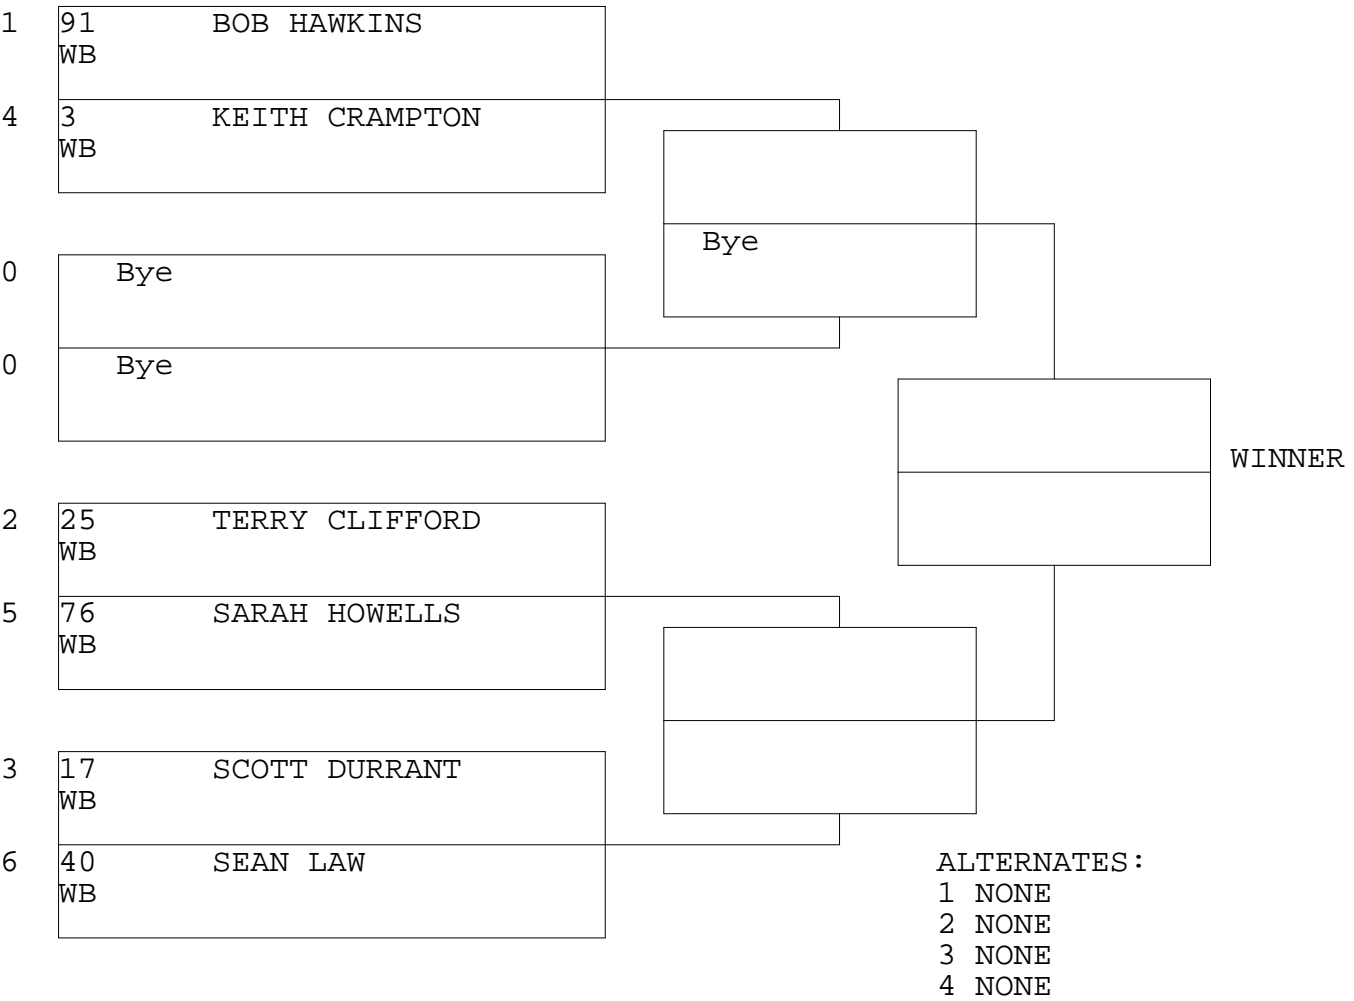 1 91 BOB HAWKINS
WB
4 3 KEITH CRAMPTON
WB
Bye
0 Bye
0 Bye
WINNER
2 25 TERRY CLIFFORD
WB
5 76 SARAH HOWELLS
WB
3 17 SCOTT DURRANT
WB
6 40 SEAN LAW
WB
ALTERNATES:
1 NONE
2 NONE
3 NONE
4 NONE